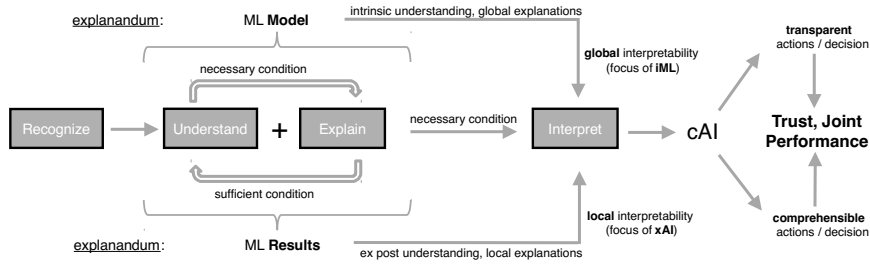 explanandum: ML Model intrinsic understanding, global explanations
necessary condition
global interpretability
(focus of iML)
transparent
actions / decision
Recognize Understand + Explain necessary condition Interpret cAI Trust, Joint
Performance
sufficient condition
local interpretability
(focus of xAI)
comprehensible
actions / decision
explanandum: ML Results ex post understanding, local explanations